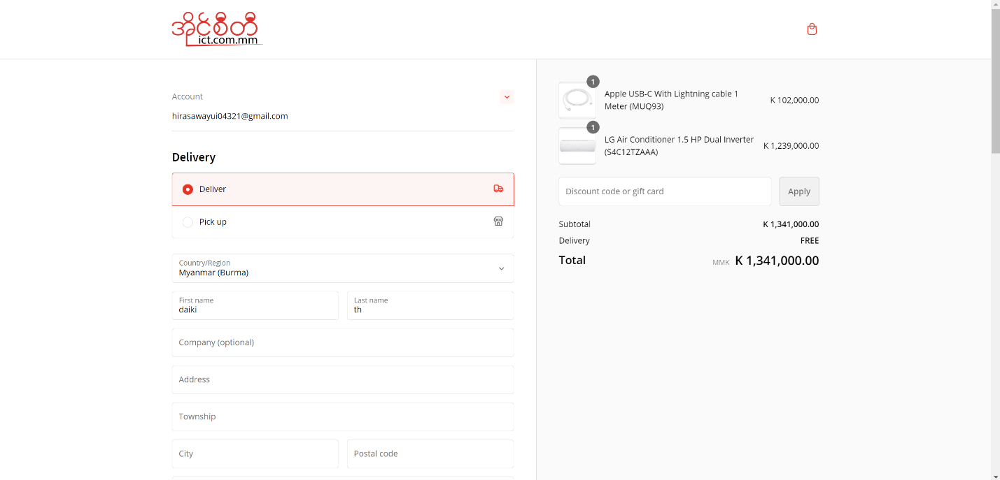 အိုင်စီတီ
ict.com.mm
Account
hirasawayui04321@gmail.com
Delivery
Deliver
Pick up
Country/Region
Myanmar (Burma)
First name
daiki
Last name
th
Company (optional)
Address
Township
City
Postal code
1
Apple USB-C With Lightning cable 1
Meter (MUQ93)
K 102,000.00
1
LG Air Conditioner 1.5 HP Dual Inverter
(S4C12TZAAA)
K 1,239,000.00
Discount code or gift card
Apply
Subtotal
K 1,341,000.00
Delivery
FREE
Total
MMK K 1,341,000.00